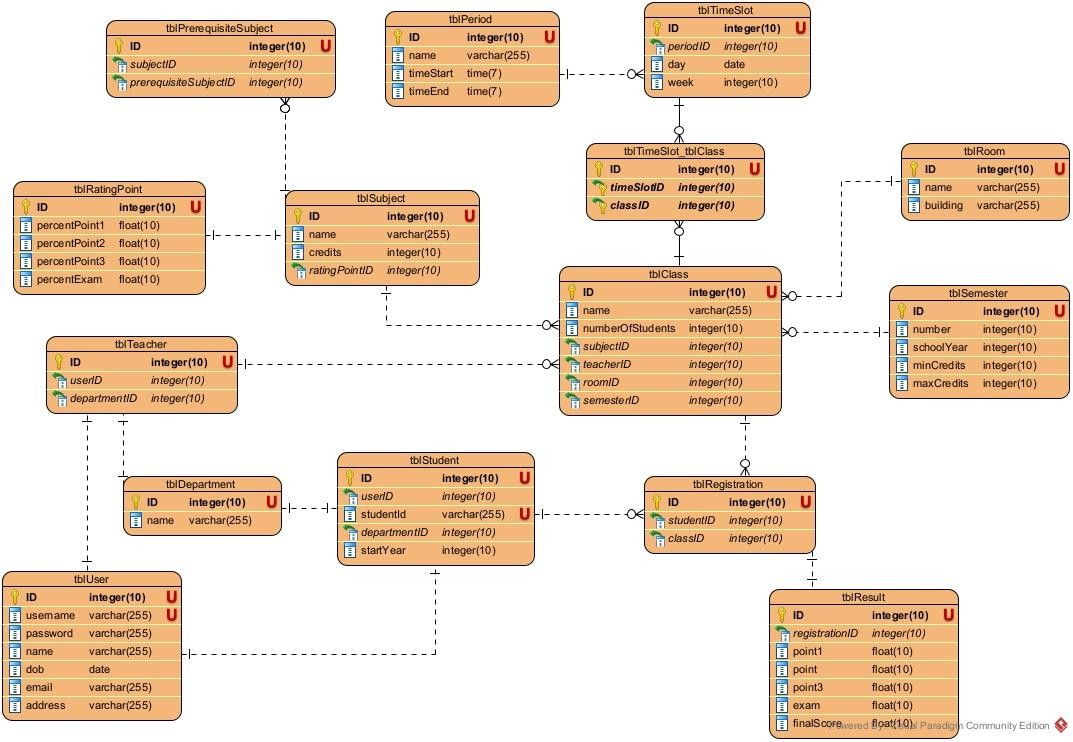 tblPrerequisiteSubject
ID integer(10) U
subjectID integer(10)
prerequisiteSubjectID integer(10)
tblPeriod
ID integer(10) U
name varchar(255)
timeStart time(7)
timeEnd time(7)
tblTimeSlot
ID integer(10) U
periodID integer(10)
day date
week integer(10)
tblTimeSlot_tblClass
ID integer(10) U
timeSlotID integer(10)
classID integer(10)
tblRoom
ID integer(10) U
name varchar(255)
building varchar(255)
tblRatingPoint
ID integer(10) U
percentPoint1 float(10)
percentPoint2 float(10)
percentPoint3 float(10)
percentExam float(10)
tblSubject
ID integer(10) U
name varchar(255)
credits integer(10)
ratingPointID integer(10)
tblClass
ID integer(10) U
name varchar(255)
numberOfStudents integer(10)
subjectID integer(10)
teacherID integer(10)
roomID integer(10)
semesterID integer(10)
tblSemester
ID integer(10) U
number integer(10)
schoolYear integer(10)
minCredits integer(10)
maxCredits integer(10)
tblTeacher
ID integer(10) U
userID integer(10)
departmentID integer(10)
tblDepartment
ID integer(10) U
name varchar(255)
tblStudent
ID integer(10) U
userID integer(10)
studentId varchar(255) U
departmentID integer(10)
startYear integer(10)
tblRegistration
ID integer(10) U
studentID integer(10)
classID integer(10)
tblUser
ID integer(10) U
username varchar(255) U
password varchar(255)
name varchar(255)
dob date
email varchar(255)
address varchar(255)
tblResult
ID integer(10) U
registrationID integer(10)
point1 float(10)
point float(10)
point3 float(10)
exam float(10)
finalScore float(10)
Powered By Visual Paradigm Community Edition